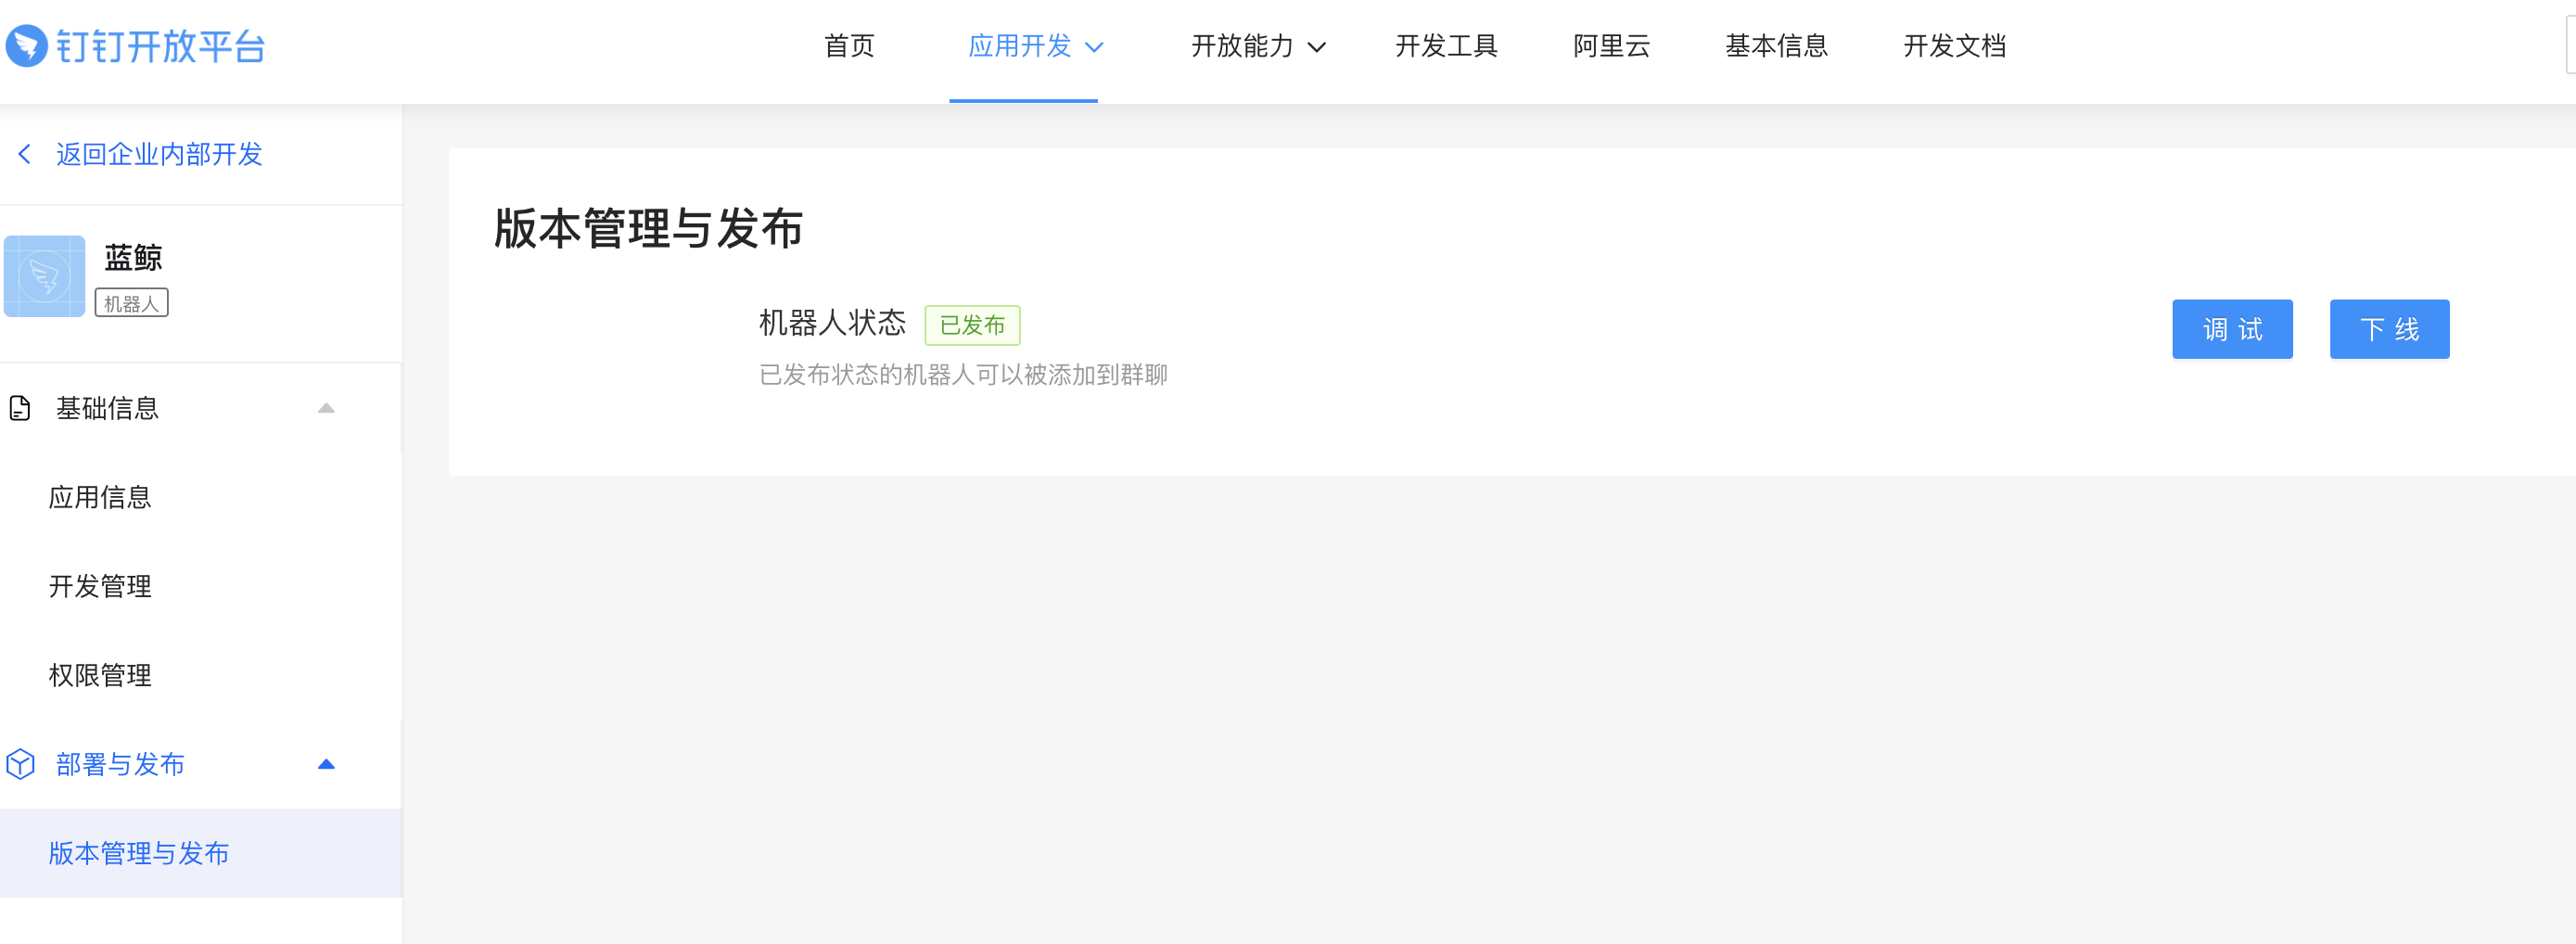 钉钉开放平台
首页
应用开发
开放能力
开发工具
阿里云
基本信息
开发文档
返回企业内部开发
蓝鲸
机器人
基础信息
应用信息
开发管理
权限管理
部署与发布
版本管理与发布
版本管理与发布
机器人状态
已发布
已发布状态的机器人可以被添加到群聊
调 试
下 线